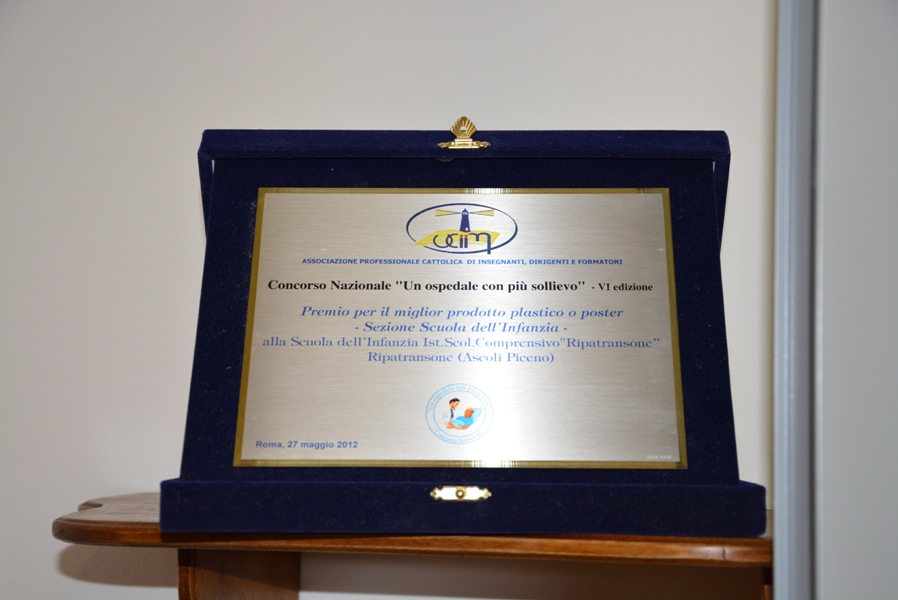 uciim
ASSOCIAZIONE PROFESSIONALE CATTOLICA DI INSEGNANTI, DIRIGENTI E FORMATORI
Concorso Nazionale "Un ospedale con più sollievo" - VI edizione
Premio per il miglior prodotto plastico o poster
- Sezione Scuola dell'Infanzia -
alla Scuola dell'Infanzia Ist.Scol.Comprensivo"Ripatransone"
Ripatransone (Ascoli Piceno)
Roma, 27 maggio 2012